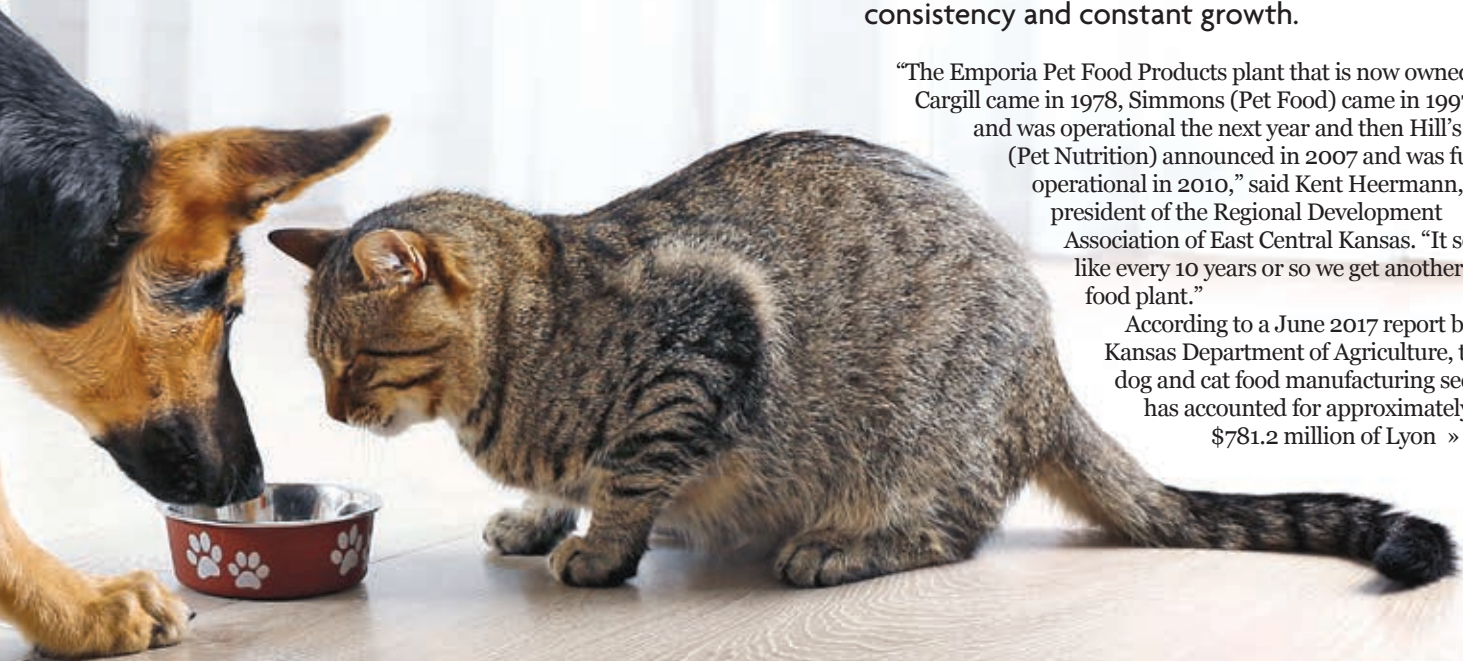 consistency and constant growth.
“The Emporia Pet Food Products plant that is now owned
Cargill came in 1978, Simmons (Pet Food) came in 199
and was operational the next year and then Hill’s
(Pet Nutrition) announced in 2007 and was fu
operational in 2010,” said Kent Heermann,
president of the Regional Development
Association of East Central Kansas. “It s
like every 10 years or so we get another
food plant.”
According to a June 2017 report b
Kansas Department of Agriculture, t
dog and cat food manufacturing se
has accounted for approximately
$781.2 million of Lyon »